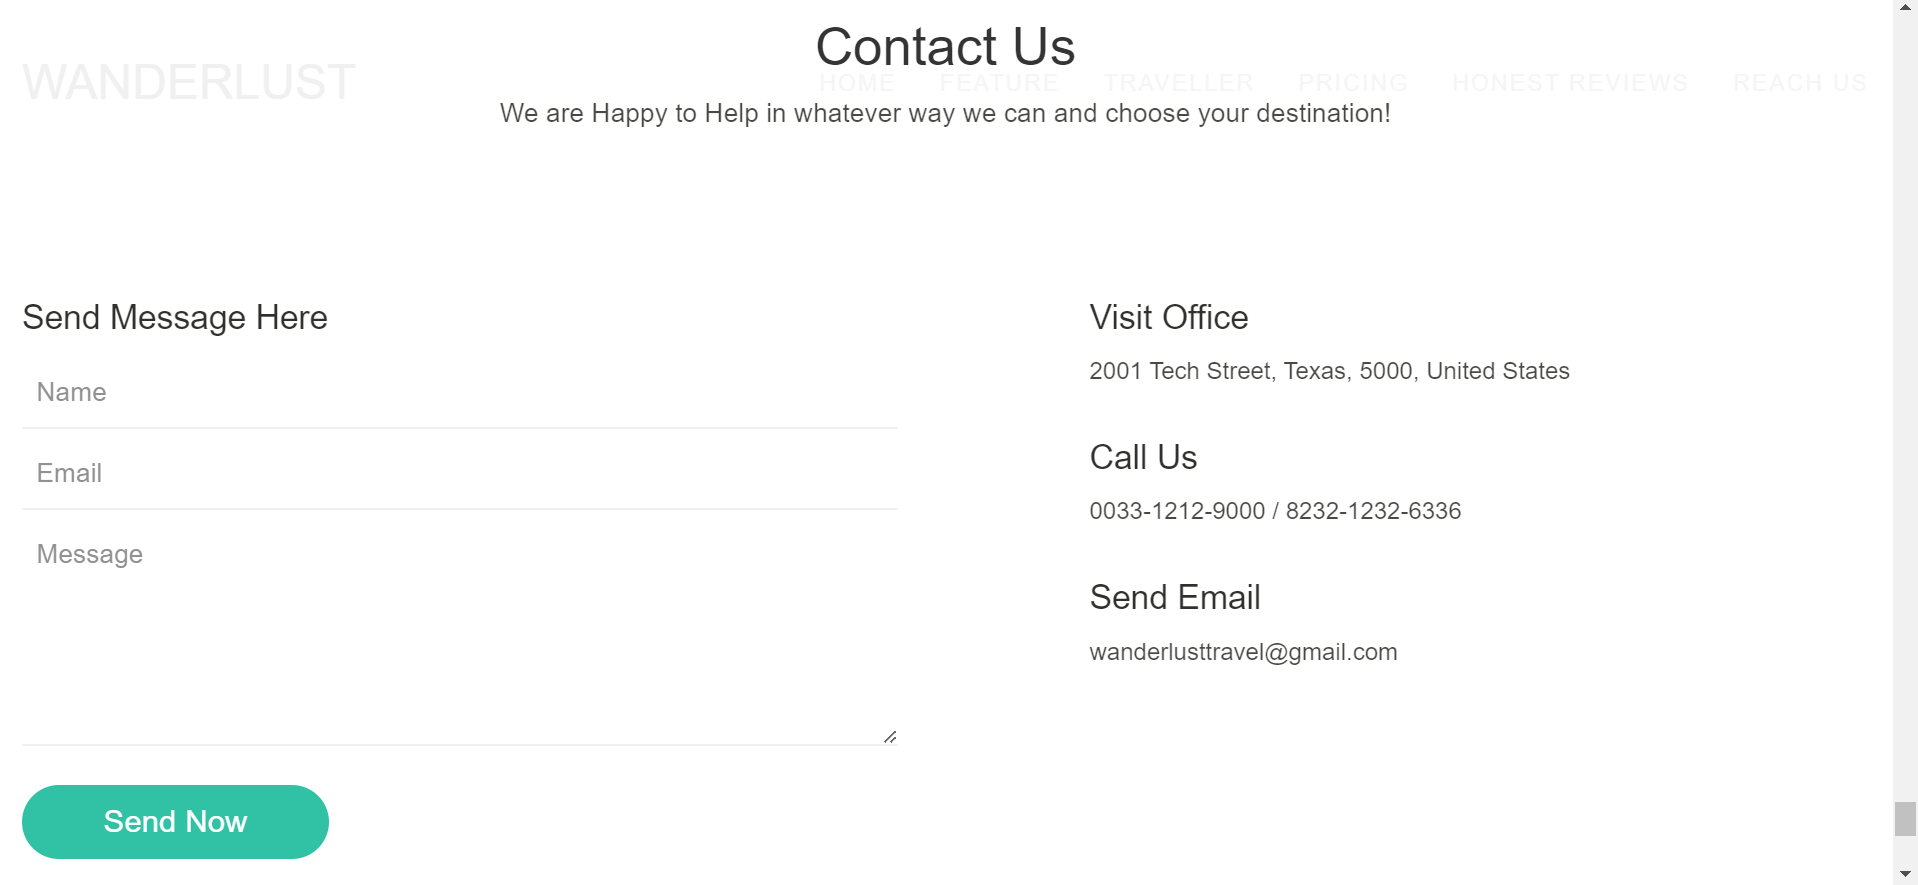 Contact Us
WANDERLUST
HOME FEATURE TRAVELLER PRICING HONEST REVIEWS REACH US
We are Happy to Help in whatever way we can and choose your destination!
Send Message Here
Name
Email
Message
Send Now
Visit Office
2001 Tech Street, Texas, 5000, United States
Call Us
0033-1212-9000 / 8232-1232-6336
Send Email
wanderlusttravel@gmail.com